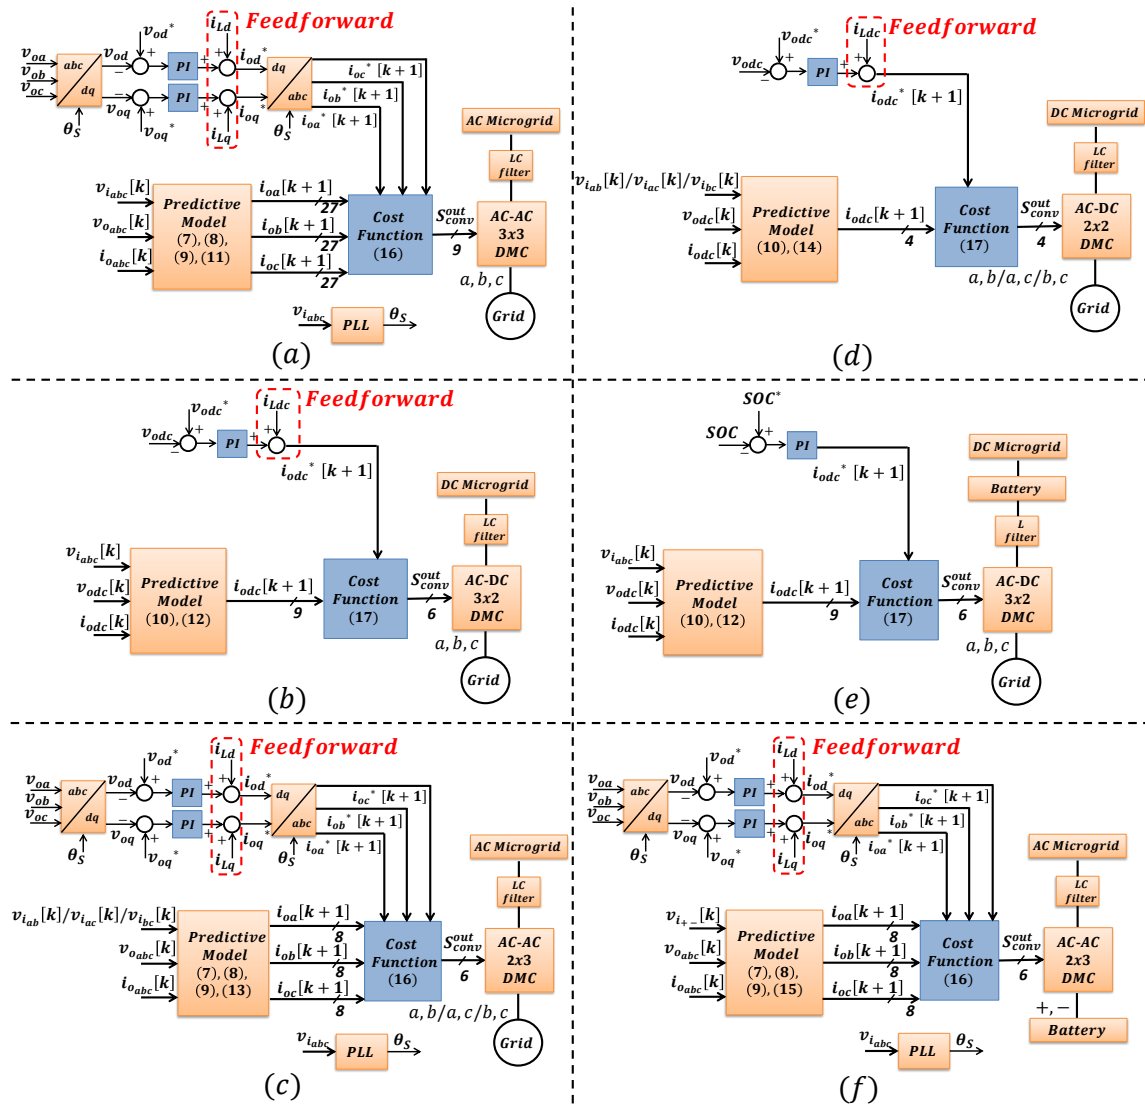 Feedforward
v_od*
i_Ld
v_oa
v_ob
v_oc
abc
dq
v_od
−
+
PI
+
+
i_od*
dq
abc
i_oc* [k+1]
i_ob* [k+1]
i_oa* [k+1]
−
+
PI
+
+
θ_S
v_oq
v_oq*
i_Lq
i_oq*
θ_S
AC Microgrid
LC
filter
v_iabc[k]
v_oabc[k]
i_oabc[k]
Predictive
Model
(7), (8),
(9), (11)
i_oa[k+1]
27
i_ob[k+1]
27
i_oc[k+1]
27
Cost
Function
(16)
S_conv^out
9
AC-AC
3x3
DMC
a, b, c
Grid
v_iabc
PLL
θ_S
(a)
v_odc*
i_Ldc
Feedforward
v_odc
−
+
PI
+
+
i_odc* [k+1]
DC Microgrid
LC
filter
v_iab[k]/v_iac[k]/v_ibc[k]
v_odc[k]
i_odc[k]
Predictive
Model
(10), (14)
i_odc[k+1]
4
Cost
Function
(17)
S_conv^out
4
AC-DC
2x2
DMC
a, b/a, c/b, c
Grid
(d)
v_odc*
i_Ldc
Feedforward
v_odc
−
+
PI
+
+
i_odc* [k+1]
DC Microgrid
LC
filter
v_iabc[k]
v_odc[k]
i_odc[k]
Predictive
Model
(10), (12)
i_odc[k+1]
9
Cost
Function
(17)
S_conv^out
6
AC-DC
3x2
DMC
a, b, c
Grid
(b)
SOC*
SOC
−
+
PI
i_odc* [k+1]
DC Microgrid
Battery
L
filter
v_iabc[k]
v_odc[k]
i_odc[k]
Predictive
Model
(10), (12)
i_odc[k+1]
9
Cost
Function
(17)
S_conv^out
6
AC-DC
3x2
DMC
a, b, c
Grid
(e)
Feedforward
v_od*
i_Ld
v_oa
v_ob
v_oc
abc
dq
v_od
−
+
PI
+
+
i_od*
dq
abc
i_oc* [k+1]
i_ob* [k+1]
i_oa* [k+1]
−
+
PI
+
+
θ_S
v_oq
v_oq*
i_Lq
i_oq*
θ_S
AC Microgrid
LC
filter
v_iab[k]/v_iac[k]/v_ibc[k]
v_oabc[k]
i_oabc[k]
Predictive
Model
(7), (8),
(9), (13)
i_oa[k+1]
8
i_ob[k+1]
8
i_oc[k+1]
8
Cost
Function
(16)
S_conv^out
6
AC-AC
2x3
DMC
a, b/a, c/b, c
Grid
v_iabc
PLL
θ_S
(c)
Feedforward
v_od*
i_Ld
v_oa
v_ob
v_oc
abc
dq
v_od
−
+
PI
+
+
i_od*
dq
abc
i_oc* [k+1]
i_ob* [k+1]
i_oa* [k+1]
−
+
PI
+
+
θ_S
v_oq
v_oq*
i_Lq
i_oq*
θ_S
AC Microgrid
LC
filter
v_i+−[k]
v_oabc[k]
i_oabc[k]
Predictive
Model
(7), (8),
(9), (15)
i_oa[k+1]
8
i_ob[k+1]
8
i_oc[k+1]
8
Cost
Function
(16)
S_conv^out
6
AC-AC
2x3
DMC
+, −
Battery
v_iabc
PLL
θ_S
(f)